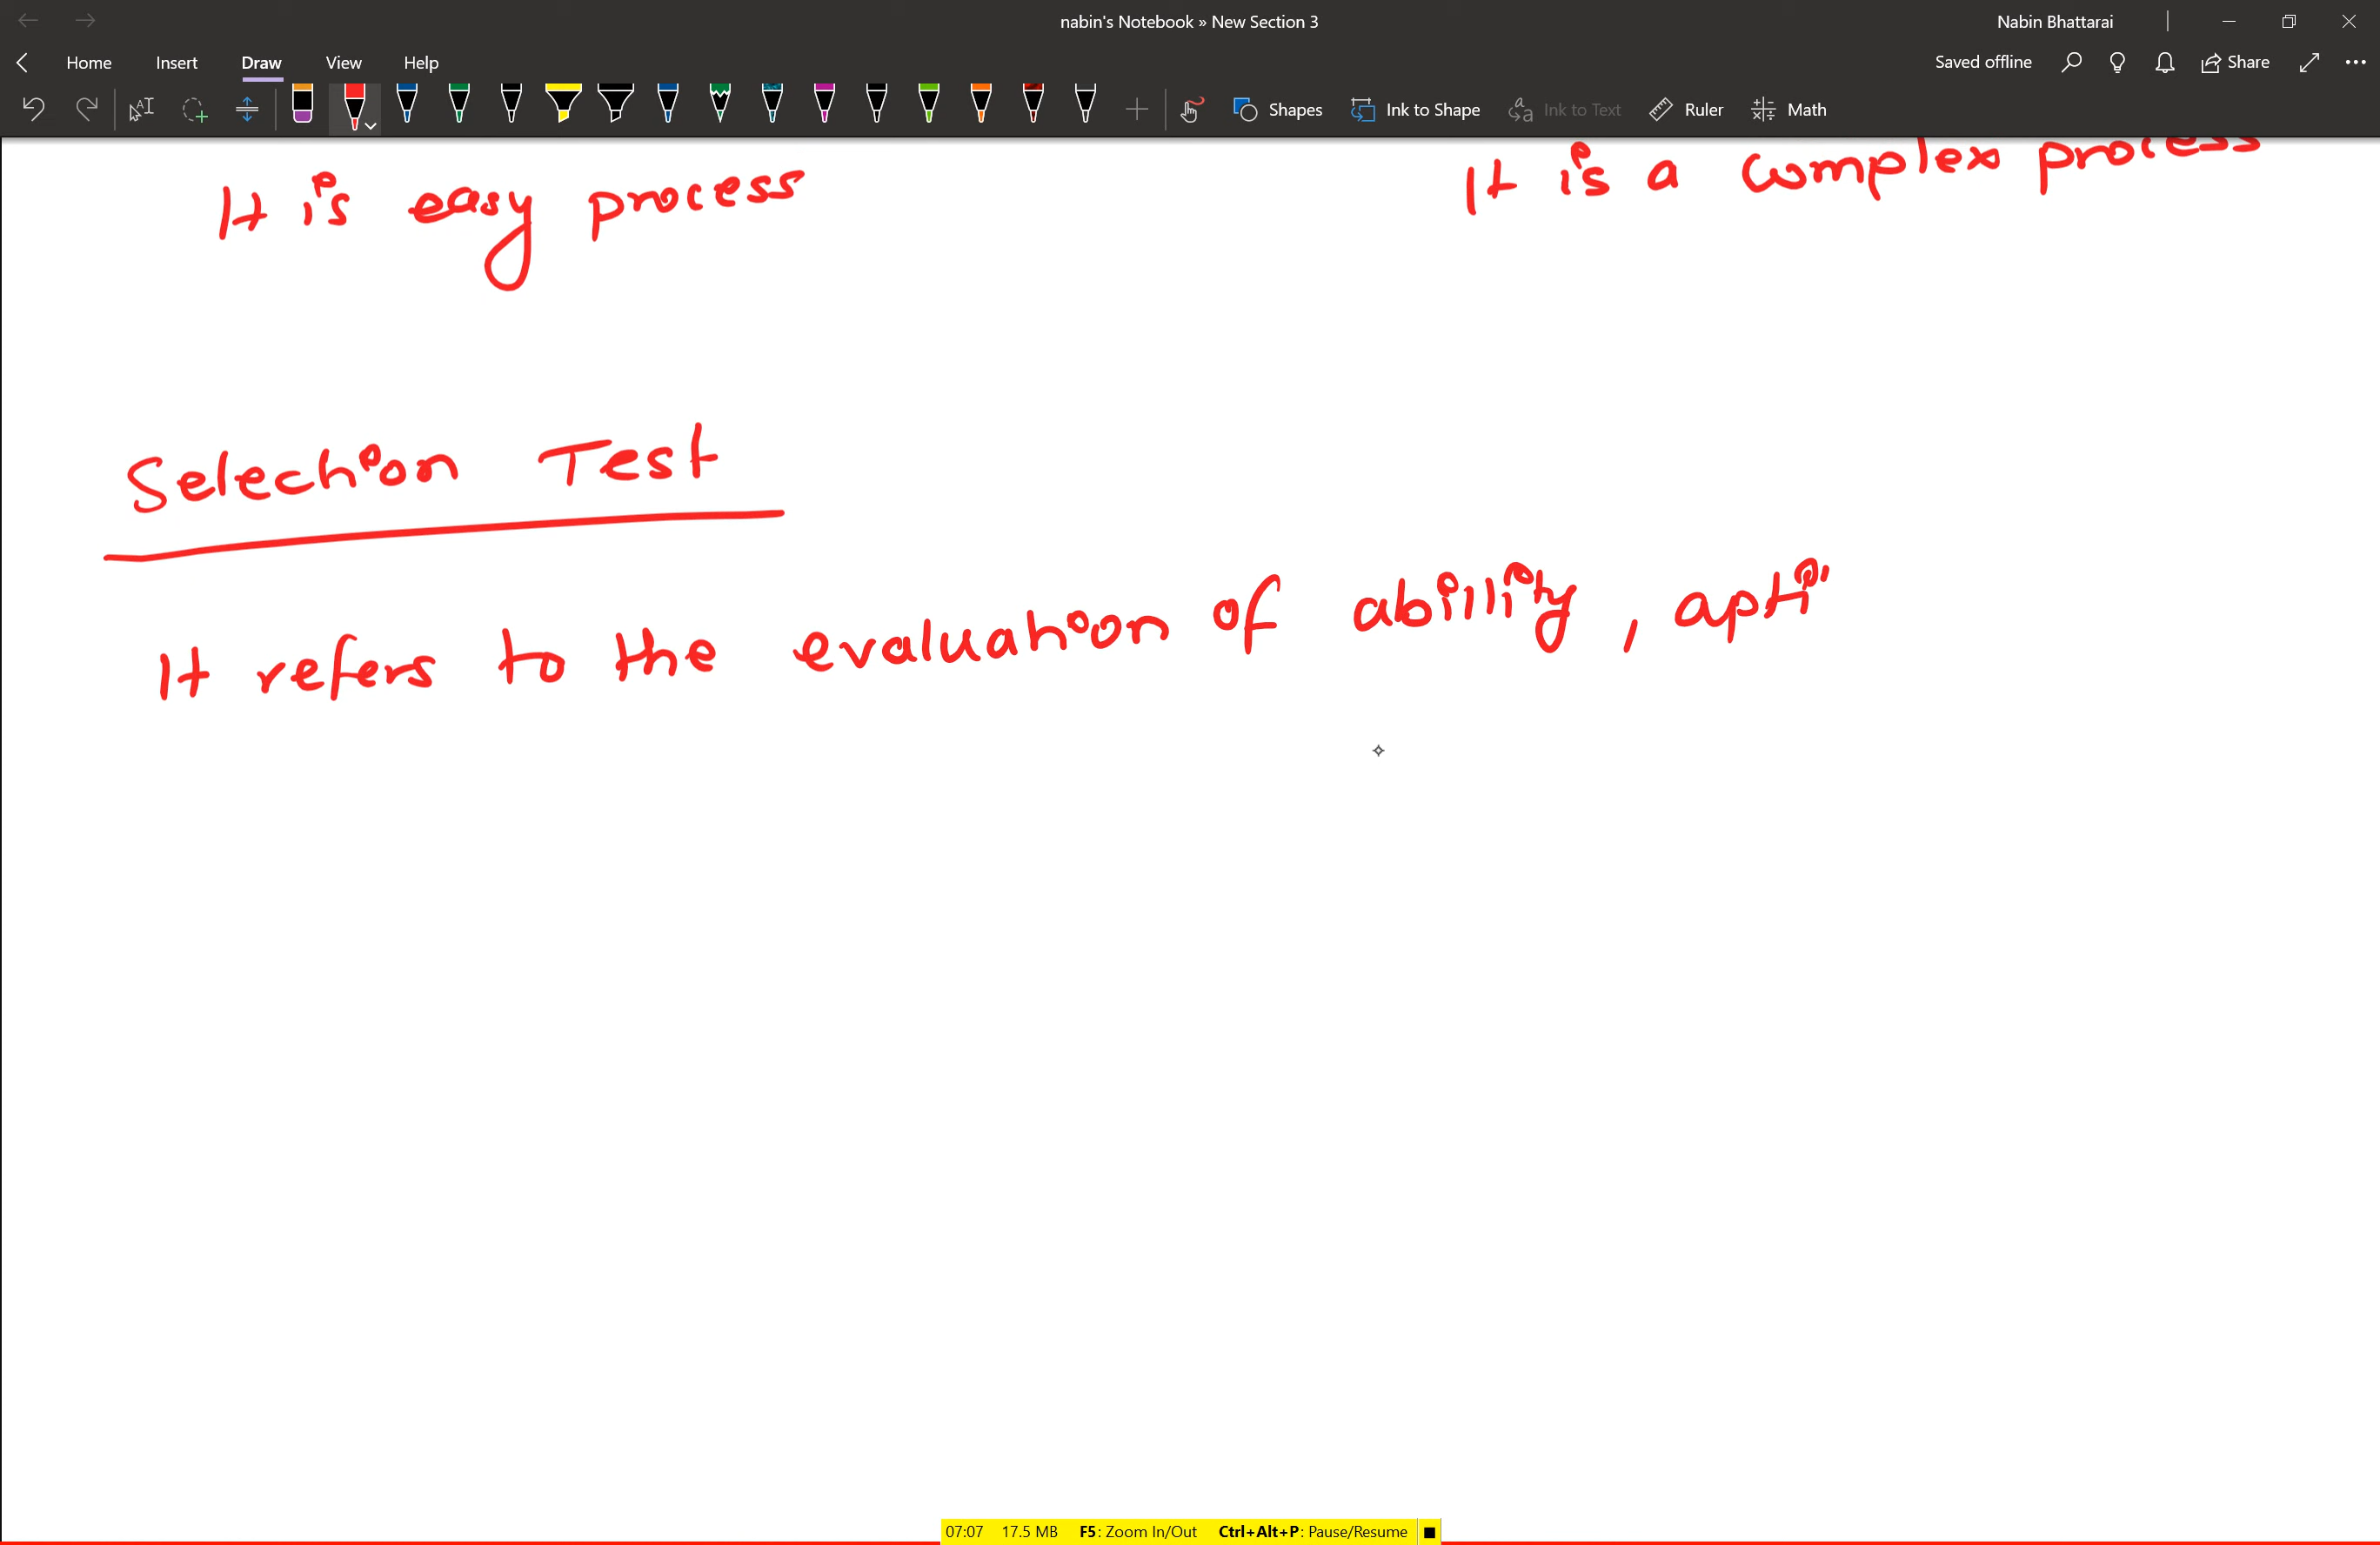 nabin's Notebook » New Section 3
Nabin Bhattarai
Home Insert Draw View Help
Saved offline Share
Shapes Ink to Shape Ink to Text Ruler Math
It is easy process
It is a complex process
Selection Test
It refers to the evaluation of abillity, apti
07:07 17.5 MB F5: Zoom In/Out Ctrl+Alt+P: Pause/Resume